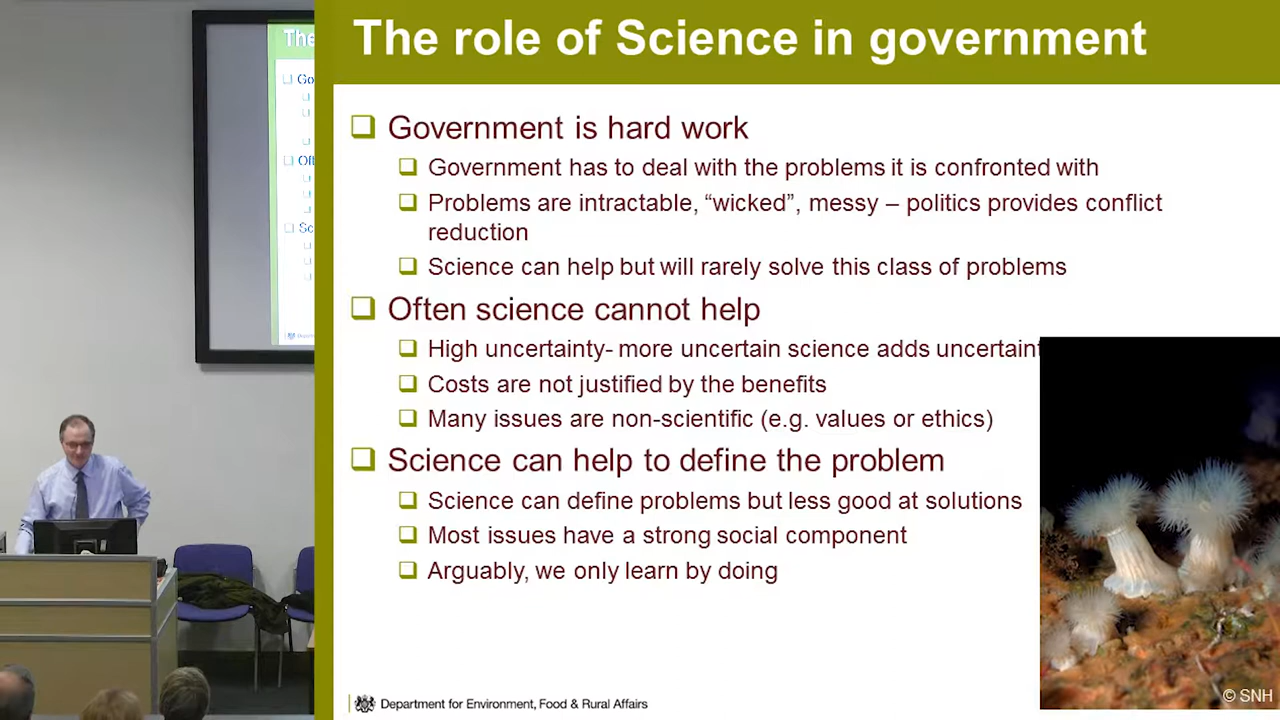 The role of Science in government
Government is hard work
Government has to deal with the problems it is confronted with
Problems are intractable, “wicked”, messy – politics provides conflict
reduction
Science can help but will rarely solve this class of problems
Often science cannot help
High uncertainty- more uncertain science adds uncertain
Costs are not justified by the benefits
Many issues are non-scientific (e.g. values or ethics)
Science can help to define the problem
Science can define problems but less good at solutions
Most issues have a strong social component
Arguably, we only learn by doing
Department for Environment, Food & Rural Affairs
© SNH
The
Go
Of
Sc